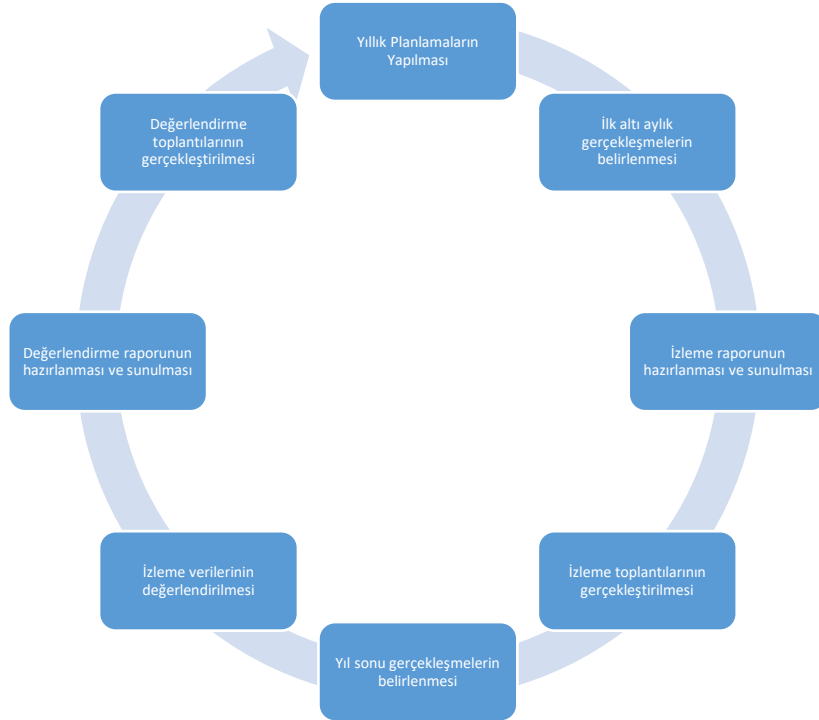 Yıllık Planlamaların
Yapılması
İlk altı aylık
gerçekleşmelerin
belirlenmesi
İzleme raporunun
hazırlanması ve sunulması
İzleme toplantılarının
gerçekleştirilmesi
Yıl sonu gerçekleşmelerin
belirlenmesi
İzleme verilerinin
değerlendirilmesi
Değerlendirme raporunun
hazırlanması ve sunulması
Değerlendirme
toplantılarının
gerçekleştirilmesi